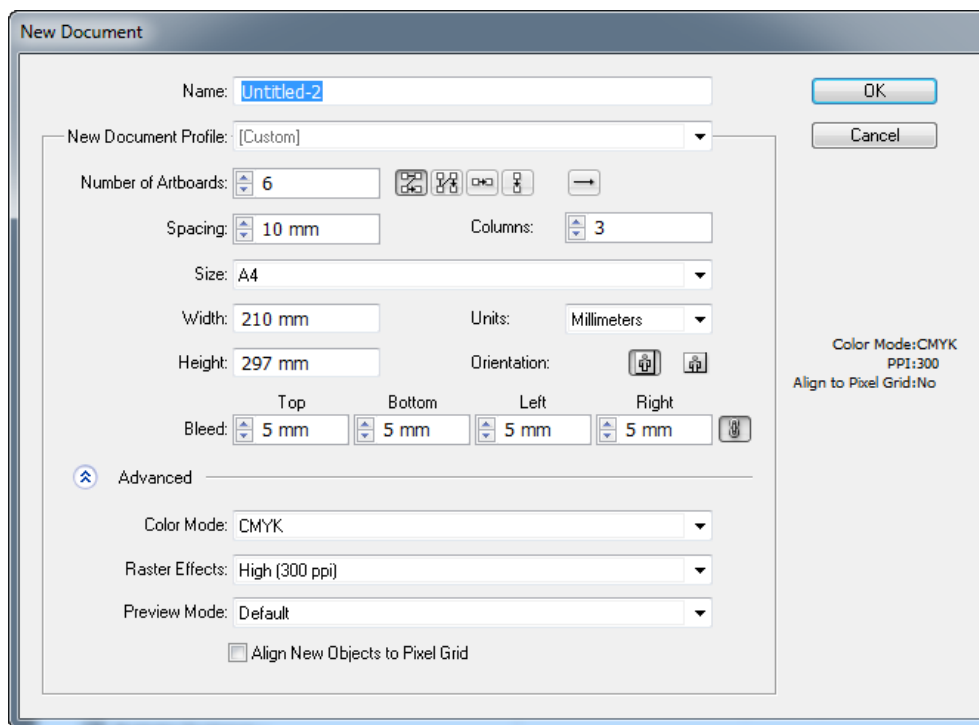 New Document
Name: Untitled-2
OK
New Document Profile: [Custom]
Cancel
Number of Artboards: 6
Spacing: 10 mm Columns: 3
Size: A4
Width: 210 mm Units: Millimeters
Height: 297 mm Orientation:
Color Mode:CMYK
PPI:300
Align to Pixel Grid:No
Top Bottom Left Right
Bleed: 5 mm 5 mm 5 mm 5 mm
Advanced
Color Mode: CMYK
Raster Effects: High (300 ppi)
Preview Mode: Default
Align New Objects to Pixel Grid